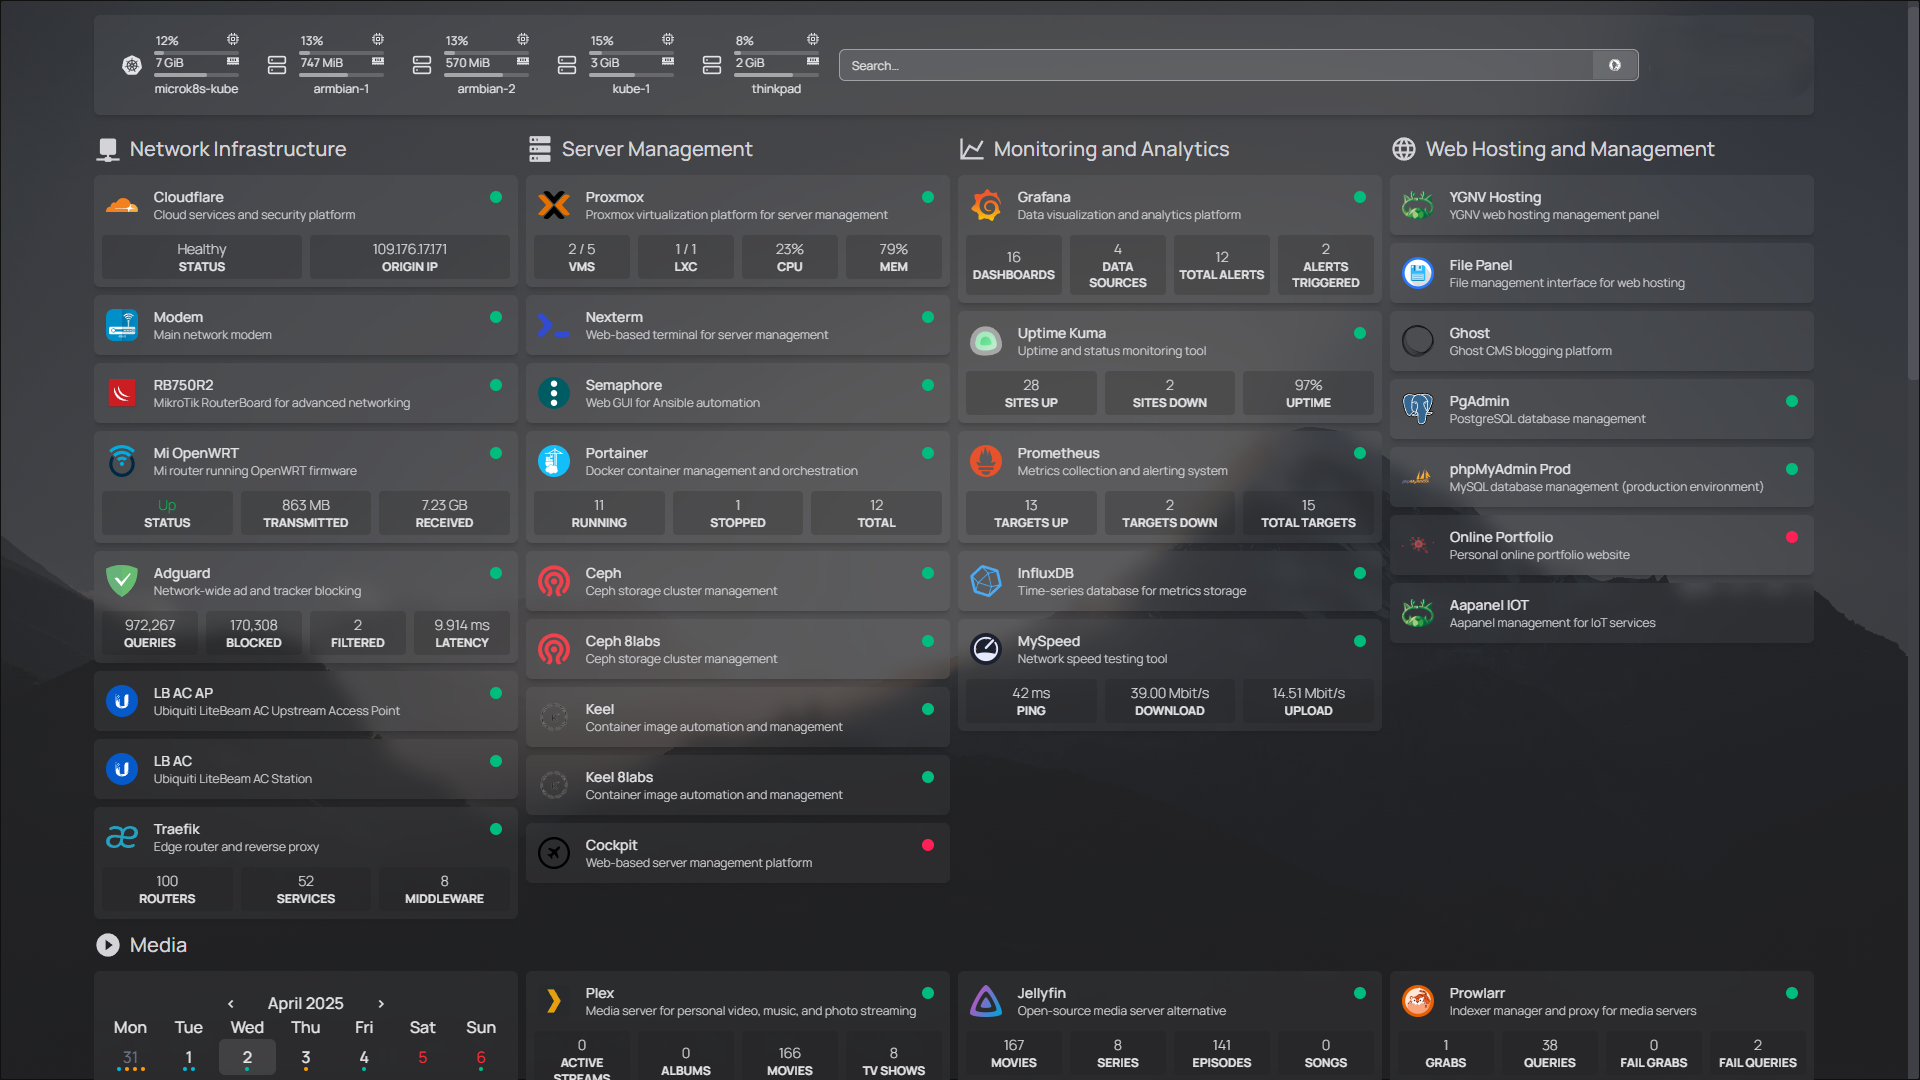 12%
7 GiB
microk8s-kube
13%
747 MiB
armbian-1
13%
570 MiB
armbian-2
15%
3 GiB
kube-1
8%
2 GiB
thinkpad
Search...
Network Infrastructure
Cloudflare
Cloud services and security platform
Healthy
STATUS
109.176.17.171
ORIGIN IP
Modem
Main network modem
RB750R2
MikroTik RouterBoard for advanced networking
Mi OpenWRT
Mi router running OpenWRT firmware
Up
STATUS
863 MB
TRANSMITTED
7.23 GB
RECEIVED
Adguard
Network-wide ad and tracker blocking
972,267
QUERIES
170,308
BLOCKED
2
FILTERED
9.914 ms
LATENCY
LB AC AP
Ubiquiti LiteBeam AC Upstream Access Point
LB AC
Ubiquiti LiteBeam AC Station
Traefik
Edge router and reverse proxy
100
ROUTERS
52
SERVICES
8
MIDDLEWARE
Server Management
Proxmox
Proxmox virtualization platform for server management
2 / 5
VMS
1 / 1
LXC
23%
CPU
79%
MEM
Nexterm
Web-based terminal for server management
Semaphore
Web GUI for Ansible automation
Portainer
Docker container management and orchestration
11
RUNNING
1
STOPPED
12
TOTAL
Ceph
Ceph storage cluster management
Ceph 8labs
Ceph storage cluster management
Keel
Container image automation and management
Keel 8labs
Container image automation and management
Cockpit
Web-based server management platform
Monitoring and Analytics
Grafana
Data visualization and analytics platform
16
DASHBOARDS
4
DATA
SOURCES
12
TOTAL ALERTS
2
ALERTS
TRIGGERED
Uptime Kuma
Uptime and status monitoring tool
28
SITES UP
2
SITES DOWN
97%
UPTIME
Prometheus
Metrics collection and alerting system
13
TARGETS UP
2
TARGETS DOWN
15
TOTAL TARGETS
InfluxDB
Time-series database for metrics storage
MySpeed
Network speed testing tool
42 ms
PING
39.00 Mbit/s
DOWNLOAD
14.51 Mbit/s
UPLOAD
Web Hosting and Management
YGNV Hosting
YGNV web hosting management panel
File Panel
File management interface for web hosting
Ghost
Ghost CMS blogging platform
PgAdmin
PostgreSQL database management
phpMyAdmin Prod
MySQL database management (production environment)
Online Portfolio
Personal online portfolio website
Aapanel IOT
Aapanel management for IoT services
Media
April 2025
Mon Tue Wed Thu Fri Sat Sun
31 1 2 3 4 5 6
Plex
Media server for personal video, music, and photo streaming
0
ACTIVE
STREAMS
0
ALBUMS
166
MOVIES
8
TV SHOWS
Jellyfin
Open-source media server alternative
167
MOVIES
8
SERIES
141
EPISODES
0
SONGS
Prowlarr
Indexer manager and proxy for media servers
1
GRABS
38
QUERIES
0
FAIL GRABS
2
FAIL QUERIES